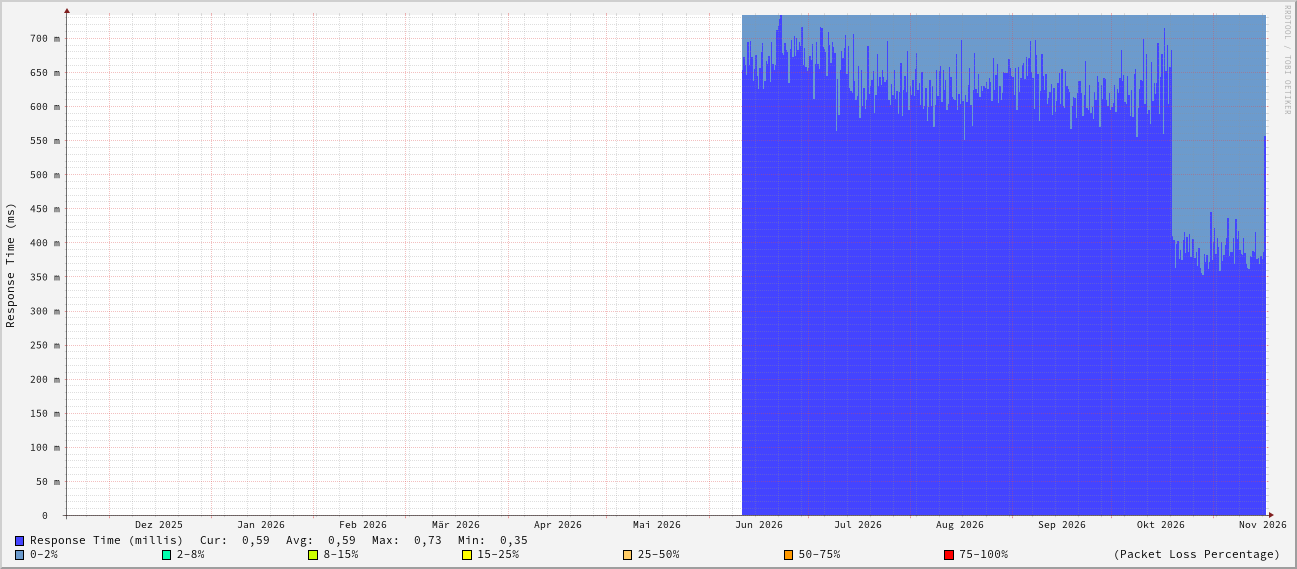 RRDTOOL / TOBI OETIKER
Response Time (ms)
700 m
650 m
600 m
550 m
500 m
450 m
400 m
350 m
300 m
250 m
200 m
150 m
100 m
50 m
0
Dez 2025 Jan 2026 Feb 2026 Mär 2026 Apr 2026 Mai 2026 Jun 2026 Jul 2026 Aug 2026 Sep 2026 Okt 2026 Nov 2026
Response Time (millis) Cur: 0,59 Avg: 0,59 Max: 0,73 Min: 0,35
0-2% 2-8% 8-15% 15-25% 25-50% 50-75% 75-100% (Packet Loss Percentage)